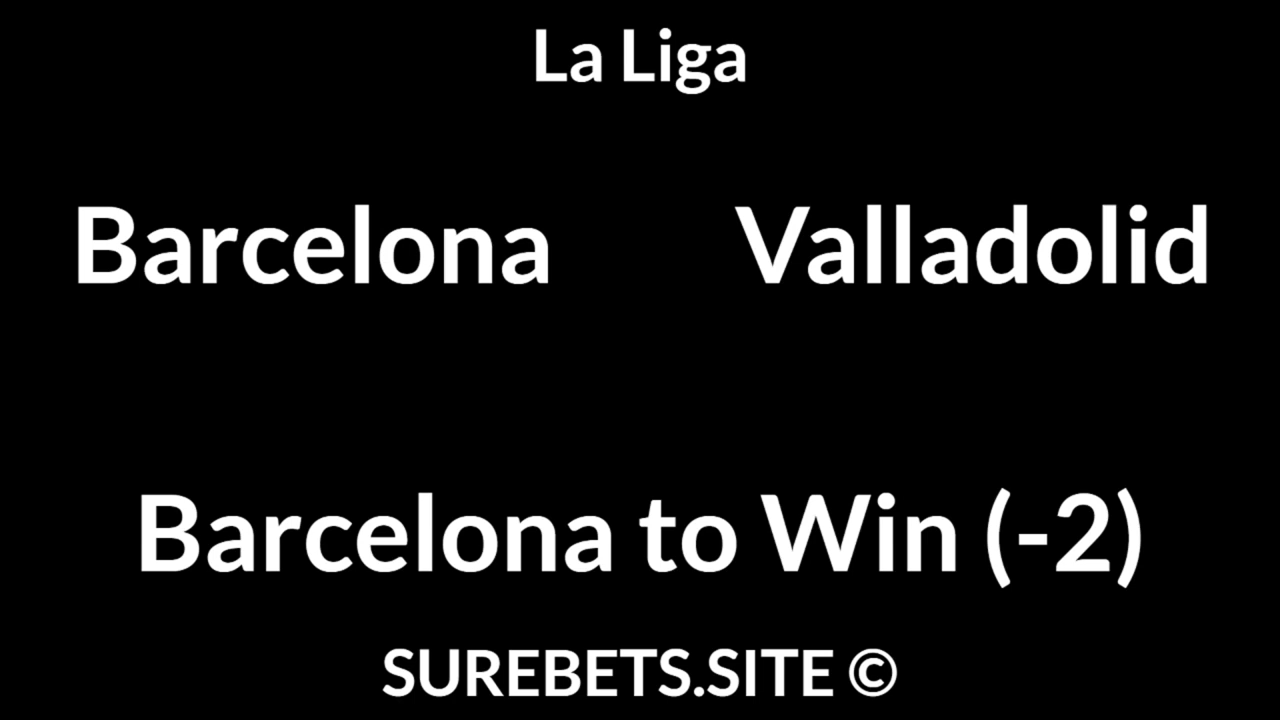 La Liga
Barcelona Valladolid
Barcelona to Win (-2)
SUREBETS.SITE ©